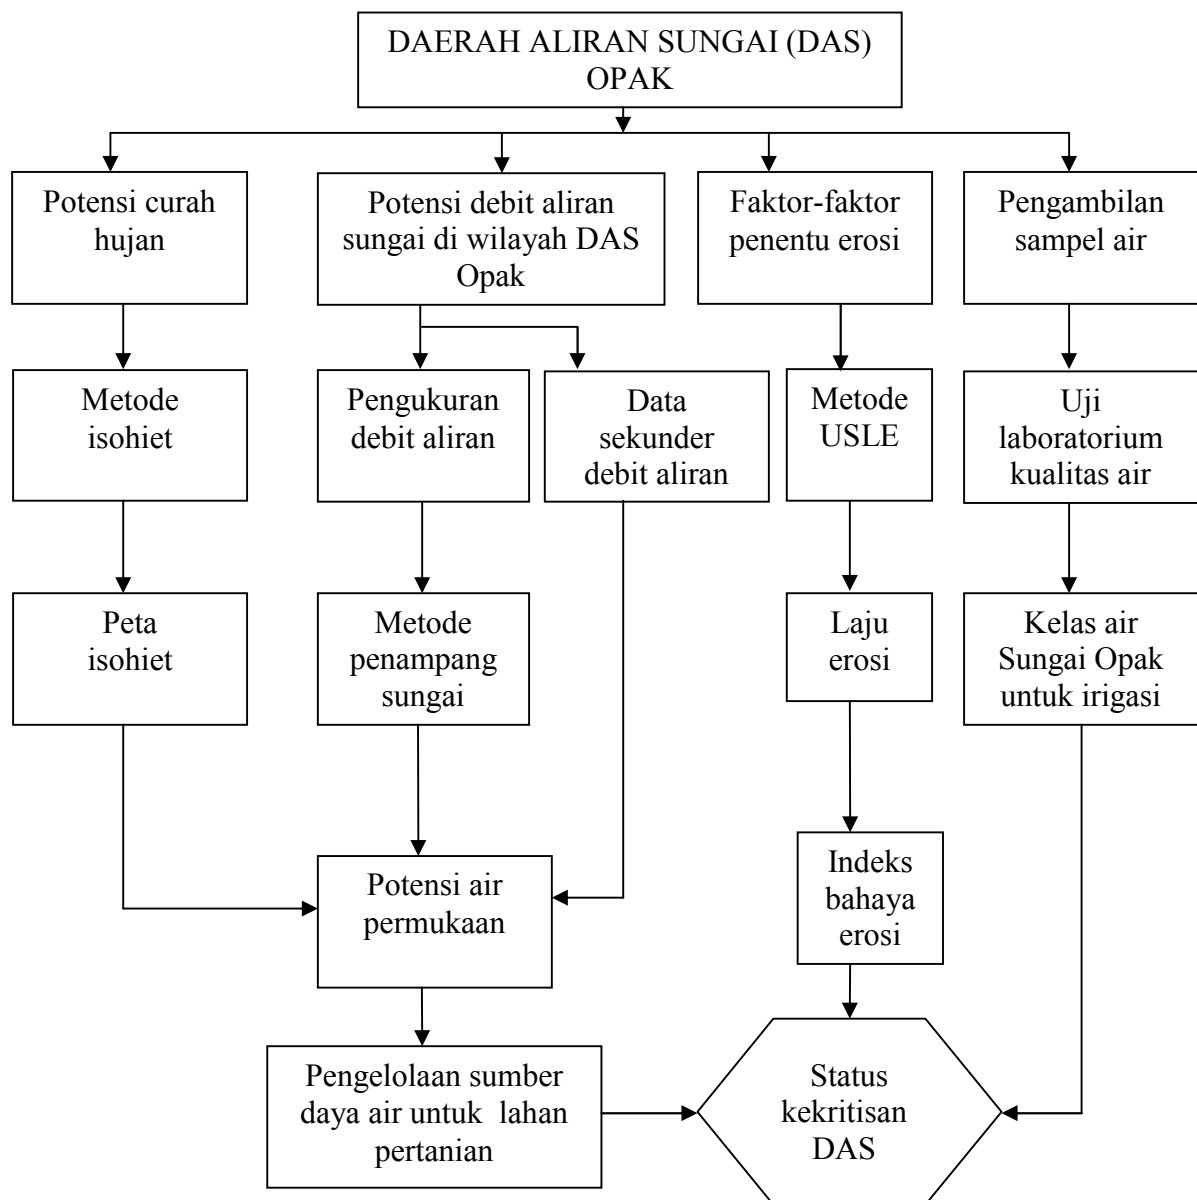 DAERAH ALIRAN SUNGAI (DAS)
OPAK
Potensi curah
hujan
Potensi debit aliran
sungai di wilayah DAS
Opak
Faktor-faktor
penentu erosi
Pengambilan
sampel air
Metode
isohiet
Pengukuran
debit aliran
Data
sekunder
debit aliran
Metode
USLE
Uji
laboratorium
kualitas air
Peta
isohiet
Metode
penampang
sungai
Laju
erosi
Kelas air
Sungai Opak
untuk irigasi
Potensi air
permukaan
Indeks
bahaya
erosi
Pengelolaan sumber
daya air untuk lahan
pertanian
Status
kekritisan
DAS